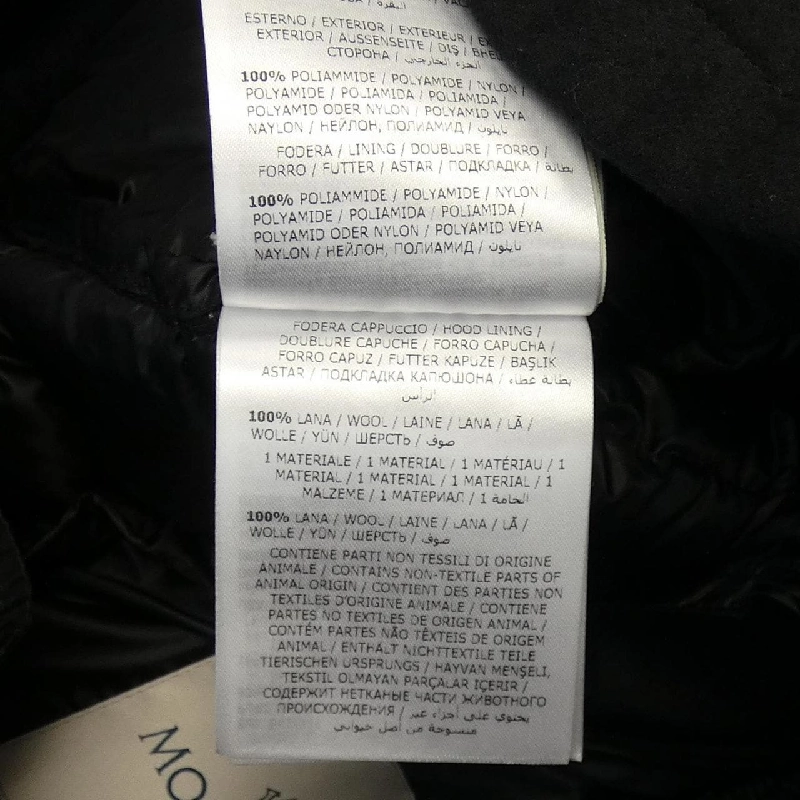 ESTERNO / EXTERIOR / EXTERIEUR /
EXTERIOR / AUSSENSEITE / DIŞ /
СТОРОНА / الجزء الخارجي
100% POLIAMMIDE / POLYAMIDE / NYLON /
POLYAMIDE / POLIAMIDA / POLIAMIDA /
POLYAMID ODER NYLON / POLYAMID VEYA
NAYLON / НЕЙЛОН, ПОЛИАМИД / نايلون
FODERA / LINING / DOUBLURE / FORRO /
FORRO / FUTTER / ASTAR / ПОДКЛАДКА / بطانة
100% POLIAMMIDE / POLYAMIDE / NYLON /
POLYAMIDE / POLIAMIDA / POLIAMIDA /
POLYAMID ODER NYLON / POLYAMID VEYA
NAYLON / НЕЙЛОН, ПОЛИАМИД / نايلون
FODERA CAPPUCCIO / HOOD LINING /
DOUBLURE CAPUCHE / FORRO CAPUCHA /
FORRO CAPUZ / FUTTER KAPUZE / BAŞLIK
ASTAR / ПОДКЛАДКА КАПЮШОНА / بطانة غطاء
الرأس
100% LANA / WOOL / LAINE / LANA / LÃ /
WOLLE / YÜN / ШЕРСТЬ / صوف
1 MATERIALE / 1 MATERIAL / 1 MATÉRIAU / 1
MATERIAL / 1 MATERIAL / 1 MATERIAL / 1
MALZEME / 1 МАТЕРИАЛ / 1 الخامة
100% LANA / WOOL / LAINE / LANA / LÃ /
WOLLE / YÜN / ШЕРСТЬ / صوف
CONTIENE PARTI NON TESSILI DI ORIGINE
ANIMALE / CONTAINS NON-TEXTILE PARTS OF
ANIMAL ORIGIN / CONTIENT DES PARTIES NON
TEXTILES D'ORIGINE ANIMALE / CONTIENE
PARTES NO TEXTILES DE ORIGEN ANIMAL /
CONTÉM PARTES NÃO TÊXTEIS DE ORIGEM
ANIMAL / ENTHÄLT NICHTTEXTILE TEILE
TIERISCHEN URSPRUNGS / HAYVAN MENŞELİ,
TEKSTIL OLMAYAN PARÇALAR IÇERIR /
СОДЕРЖИТ НЕТКАНЫЕ ЧАСТИ ЖИВОТНОГО
ПРОИСХОЖДЕНИЯ / يحتوي على أجزاء غير
منسوجة من أصل حيواني
MO